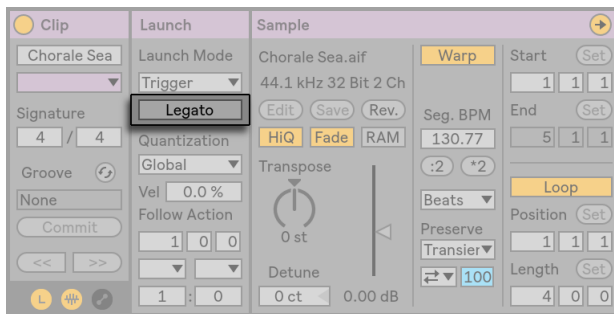 Clip
Chorale Sea
Signature
4 / 4
Groove
None
Commit
<< >>
L
Launch
Launch Mode
Trigger
Legato
Quantization
Global
Vel 0.0 %
Follow Action
1 0 0
1 : 0
Sample
Chorale Sea.aif
44.1 kHz 32 Bit 2 Ch
Edit Save Rev.
HiQ Fade RAM
Transpose
0 st
Detune
0 ct 0.00 dB
Warp
Seg. BPM
130.77
:2 *2
Beats
Preserve
Transier
100
Start Set
1 1 1
End Set
5 1 1
Loop
Position Set
1 1 1
Length Set
4 0 0